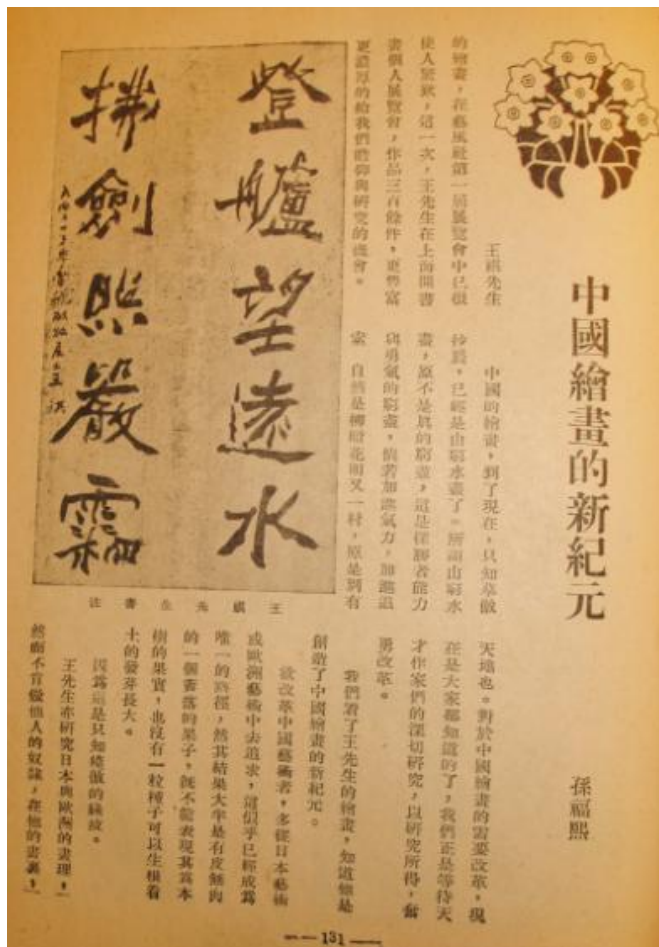 中國繪畫的新紀元
孫福熙
王祺先生
的繪畫,在藝風社第一屆展覽會中已很
使人驚歎,這一次,王先生在上海開書
畫個人展覽會,作品三百餘件,更豐富
更濃厚的給我們瞻仰與研究的機會。
中國的繪畫,到了現在,只知摹倣
抄襲,已經是山窮水盡了。所謂山窮水
盡,原不是真的窮盡,這是從者能力
與勇氣的窮盡,倘若加進氣力,加進追
索 自然是柳暗花明又一村,原是別有
登艫望遠水
拂劍照嚴霜
王祺先生書法
天地也。對於中國繪畫的需要改革,現
在是大家都知道的了,我們正是等待天
才作家們的深切研究,以研究所得,奮
勇改革。
我們看了王先生的繪畫,知道他是
創造了中國繪畫的新紀元。
欲改革中國藝術者,多從日本藝術
或歐洲藝術中去追求,這似乎已經成為
唯一的路徑,然其結果大半是有皮無肉
的一個落的果子,既不能表現其為本
樹的果實,也沒有一粒種子可以生根着
土的發芽長大。
因為這是只知摹倣的緣故。
王先生亦研究日本與歐洲的畫理,
然而不肯做他人的奴隸,在他的畫裏,
—131—